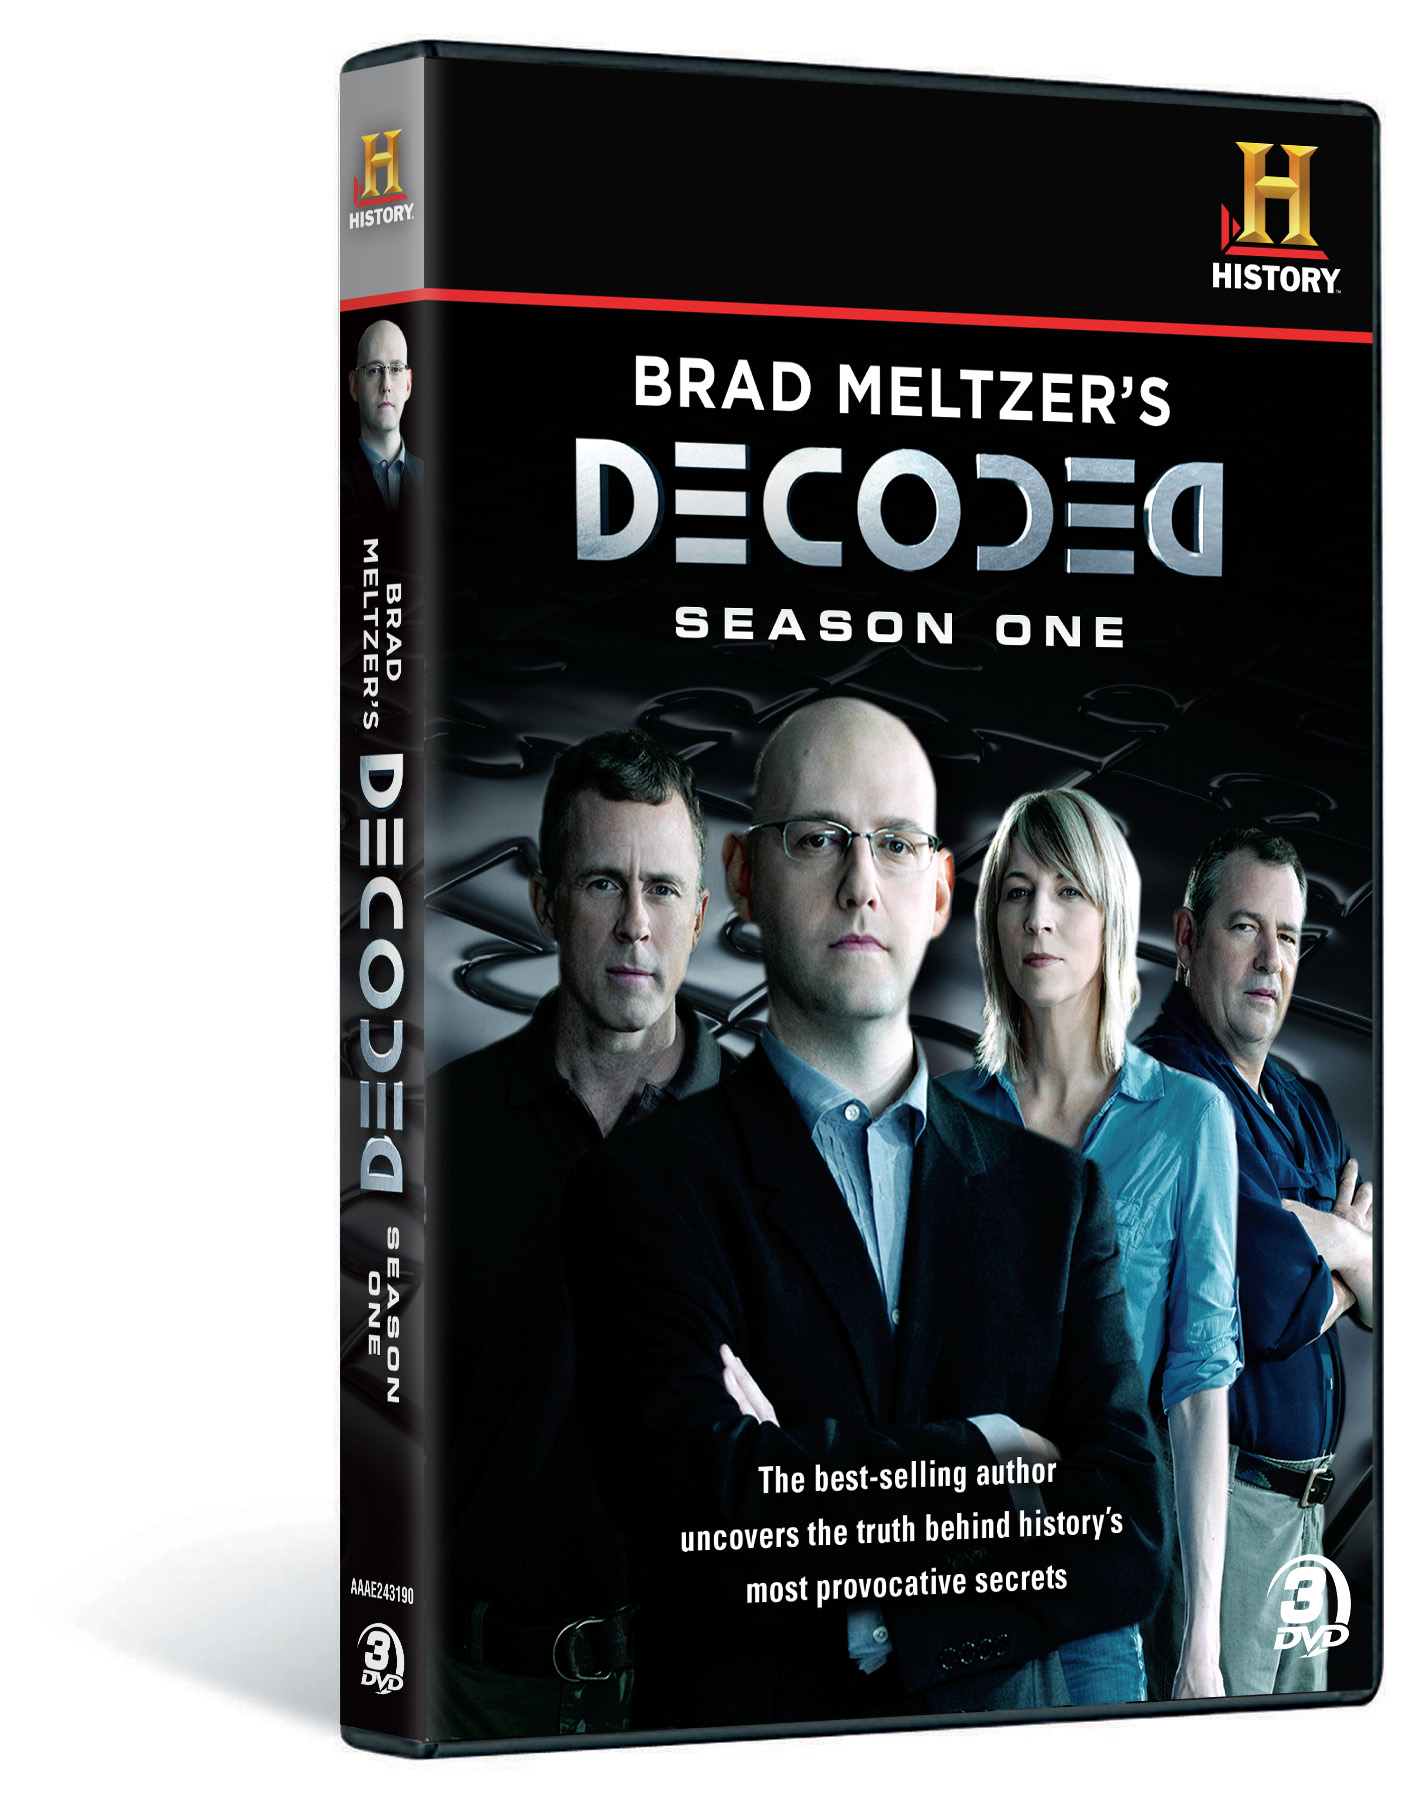 H
HISTORY
BRAD
MELTZER'S
DECODED
SEASON
ONE
AAAE243190
3
DVD
H
HISTORY™
BRAD MELTZER'S
DECODED
SEASON ONE
The best-selling author
uncovers the truth behind history's
most provocative secrets
3
DVD